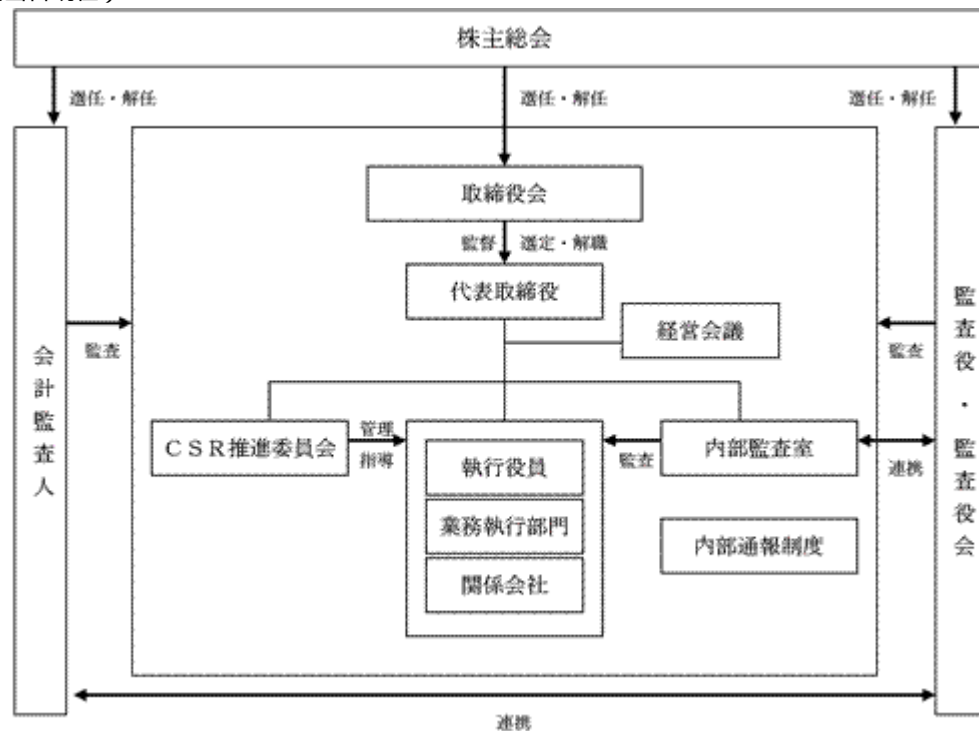 株主総会
選任・解任
選任・解任
選任・解任
取締役会
監督
選定・解職
代表取締役
経営会議
会計監査人
監査
監査
監査役・監査役会
CSR推進委員会
管理
指導
執行役員
業務執行部門
関係会社
監査
内部監査室
連携
内部通報制度
連携